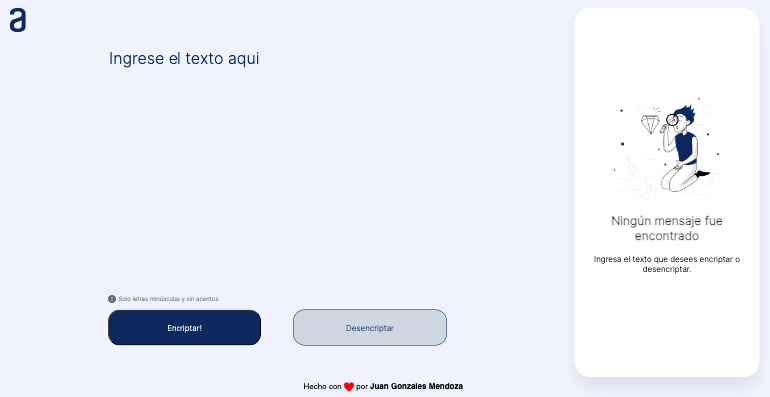 a
Ingrese el texto aqui
Ningún mensaje fue
encontrado
Ingresa el texto que desees encriptar o
desencriptar.
Solo letras minúsculas y sin acentos
Encriptar!
Desencriptar
Hecho con ❤ por Juan Gonzales Mendoza